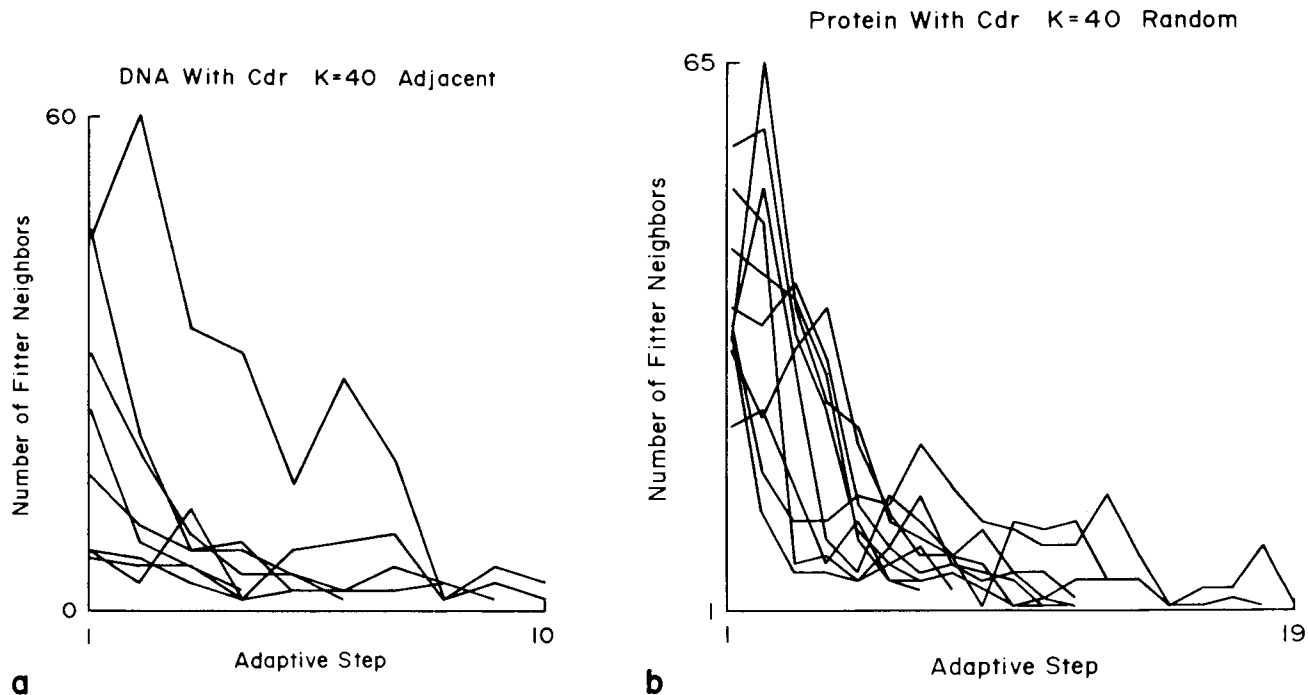 DNA With Cdr K=40 Adjacent
60
Number of Fitter Neighbors
0
1
10
Adaptive Step
a
Protein With Cdr K=40 Random
65
Number of Fitter Neighbors
1
1
19
Adaptive Step
b